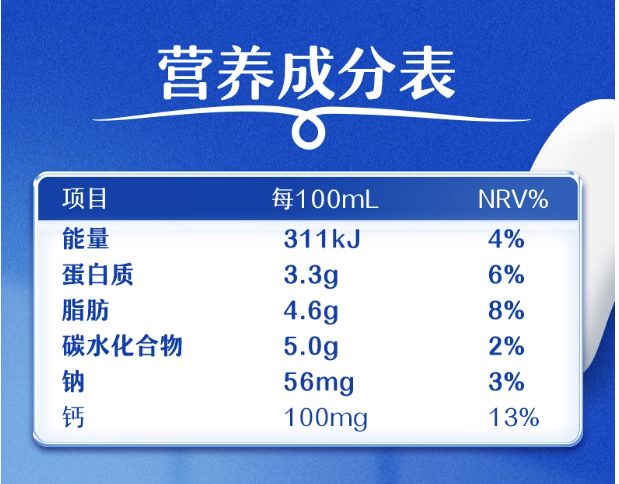 营养成分表
项目 每100mL NRV%
能量 311kJ 4%
蛋白质 3.3g 6%
脂肪 4.6g 8%
碳水化合物 5.0g 2%
钠 56mg 3%
钙 100mg 13%